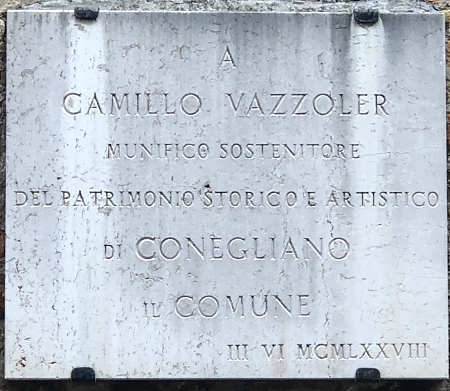 A
CAMILLO VAZZOLER
MUNIFICO SOSTENITORE
DEL PATRIMONIO STORICO E ARTISTICO
DI CONEGLIANO
IL COMUNE
III VI MCMLXXVIII